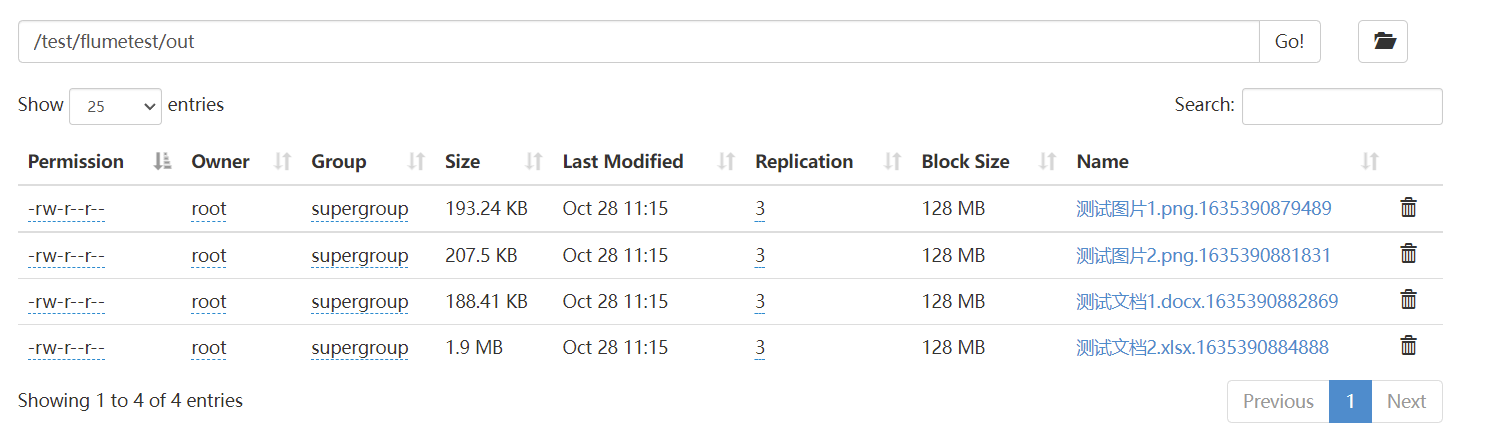 /test/flumetest/out Go!
Show 25 entries Search:
Permission Owner Group Size Last Modified Replication Block Size Name
-rw-r--r-- root supergroup 193.24 KB Oct 28 11:15 3 128 MB 测试图片1.png.1635390879489
-rw-r--r-- root supergroup 207.5 KB Oct 28 11:15 3 128 MB 测试图片2.png.1635390881831
-rw-r--r-- root supergroup 188.41 KB Oct 28 11:15 3 128 MB 测试文档1.docx.1635390882869
-rw-r--r-- root supergroup 1.9 MB Oct 28 11:15 3 128 MB 测试文档2.xlsx.1635390884888
Showing 1 to 4 of 4 entries Previous 1 Next